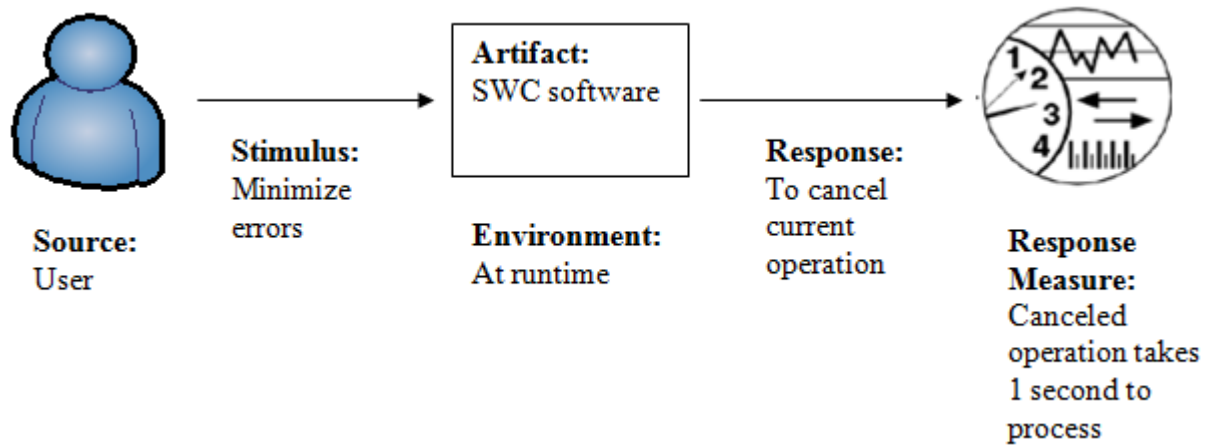 Source:
User
Stimulus:
Minimize
errors
Artifact:
SWC software
Environment:
At runtime
Response:
To cancel
current
operation
1
2
3
4
Response
Measure:
Canceled
operation takes
1 second to
process